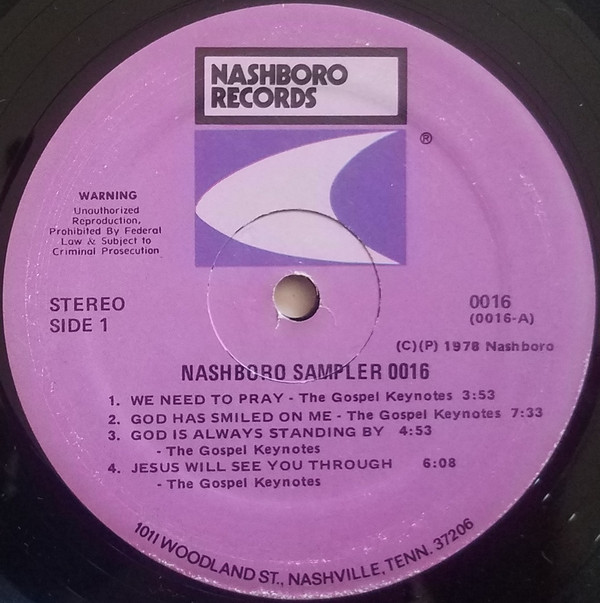 NASHBORO
RECORDS
®
WARNING
Unauthorized
Reproduction.
Prohibited By Federal
Law & Subject to
Criminal Prosecution
STEREO
SIDE 1
0016
(0016-A)
(C)(P) 1978 Nashboro
NASHBORO SAMPLER 0016
1. WE NEED TO PRAY - The Gospel Keynotes 3:53
2. GOD HAS SMILED ON ME - The Gospel Keynotes 7:33
3. GOD IS ALWAYS STANDING BY 4:53
- The Gospel Keynotes
4. JESUS WILL SEE YOU THROUGH 6:08
- The Gospel Keynotes
1011 WOODLAND ST., NASHVILLE, TENN. 37206